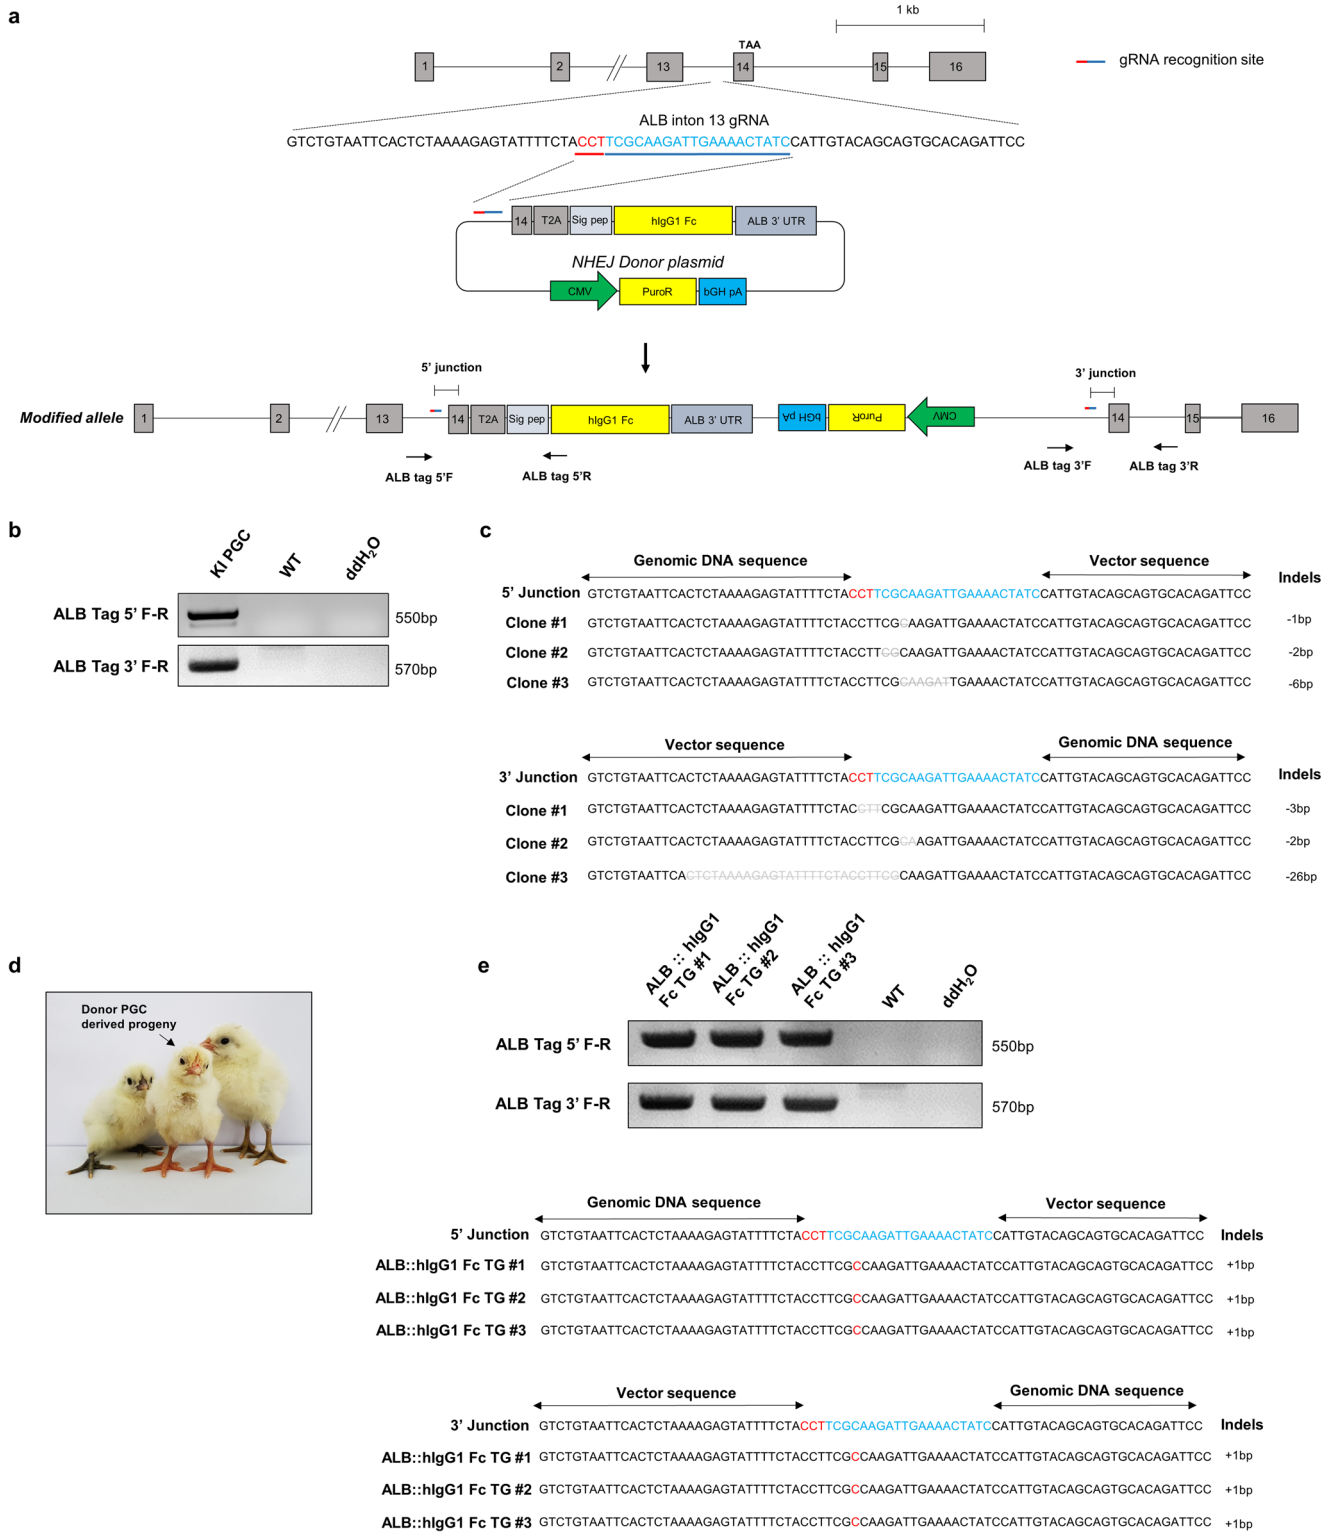 a
1 kb
TAA
1 2 13 14 15 16
gRNA recognition site
ALB inton 13 gRNA
GTCTGTAATTCACTCTAAAAGAGTATTTTCTACCTTCGCAAGATTGAAAACTATCCATTGTACAGCAGTGCACAGATTCC
14 T2A Sig pep hIgG1 Fc ALB 3’ UTR
NHEJ Donor plasmid
CMV PuroR bGH pA
5’ junction
3’ junction
Modified allele 1 2 13 14 T2A Sig pep hIgG1 Fc ALB 3’ UTR bGH pA PuroR CMV 14 15 16
ALB tag 5’F ALB tag 5’R ALB tag 3’F ALB tag 3’R
b
KI PGC WT ddH2O
ALB Tag 5’ F-R 550bp
ALB Tag 3’ F-R 570bp
c
Genomic DNA sequence Vector sequence
Indels
5’ Junction GTCTGTAATTCACTCTAAAAGAGTATTTTCTACCTTCGCAAGATTGAAAACTATCCATTGTACAGCAGTGCACAGATTCC
Clone #1 GTCTGTAATTCACTCTAAAAGAGTATTTTCTACCTTCGCAAGATTGAAAACTATCCATTGTACAGCAGTGCACAGATTCC -1bp
Clone #2 GTCTGTAATTCACTCTAAAAGAGTATTTTCTACCTTCGCAAGATTGAAAACTATCCATTGTACAGCAGTGCACAGATTCC -2bp
Clone #3 GTCTGTAATTCACTCTAAAAGAGTATTTTCTACCTTCGCAAGATTGAAAACTATCCATTGTACAGCAGTGCACAGATTCC -6bp
Vector sequence Genomic DNA sequence
3’ Junction GTCTGTAATTCACTCTAAAAGAGTATTTTCTACCTTCGCAAGATTGAAAACTATCCATTGTACAGCAGTGCACAGATTCC Indels
Clone #1 GTCTGTAATTCACTCTAAAAGAGTATTTTCTACCTTCGCAAGATTGAAAACTATCCATTGTACAGCAGTGCACAGATTCC -3bp
Clone #2 GTCTGTAATTCACTCTAAAAGAGTATTTTCTACCTTCGCAAGATTGAAAACTATCCATTGTACAGCAGTGCACAGATTCC -2bp
Clone #3 GTCTGTAATTCACTCTAAAAGAGTATTTTCTACCTTCGCAAGATTGAAAACTATCCATTGTACAGCAGTGCACAGATTCC -26bp
d
Donor PGC
derived progeny
e
ALB :: hIgG1
Fc TG #1
ALB :: hIgG1
Fc TG #2
ALB :: hIgG1
Fc TG #3
WT
ddH2O
ALB Tag 5’ F-R 550bp
ALB Tag 3’ F-R 570bp
Genomic DNA sequence Vector sequence
5’ Junction GTCTGTAATTCACTCTAAAAGAGTATTTTCTACCTTCGCAAGATTGAAAACTATCCATTGTACAGCAGTGCACAGATTCC Indels
ALB::hIgG1 Fc TG #1 GTCTGTAATTCACTCTAAAAGAGTATTTTCTACCTTCGCCAAGATTGAAAACTATCCATTGTACAGCAGTGCACAGATTCC +1bp
ALB::hIgG1 Fc TG #2 GTCTGTAATTCACTCTAAAAGAGTATTTTCTACCTTCGCCAAGATTGAAAACTATCCATTGTACAGCAGTGCACAGATTCC +1bp
ALB::hIgG1 Fc TG #3 GTCTGTAATTCACTCTAAAAGAGTATTTTCTACCTTCGCCAAGATTGAAAACTATCCATTGTACAGCAGTGCACAGATTCC +1bp
Vector sequence Genomic DNA sequence
3’ Junction GTCTGTAATTCACTCTAAAAGAGTATTTTCTACCTTCGCAAGATTGAAAACTATCCATTGTACAGCAGTGCACAGATTCC Indels
ALB::hIgG1 Fc TG #1 GTCTGTAATTCACTCTAAAAGAGTATTTTCTACCTTCGCCAAGATTGAAAACTATCCATTGTACAGCAGTGCACAGATTCC +1bp
ALB::hIgG1 Fc TG #2 GTCTGTAATTCACTCTAAAAGAGTATTTTCTACCTTCGCCAAGATTGAAAACTATCCATTGTACAGCAGTGCACAGATTCC +1bp
ALB::hIgG1 Fc TG #3 GTCTGTAATTCACTCTAAAAGAGTATTTTCTACCTTCGCCAAGATTGAAAACTATCCATTGTACAGCAGTGCACAGATTCC +1bp